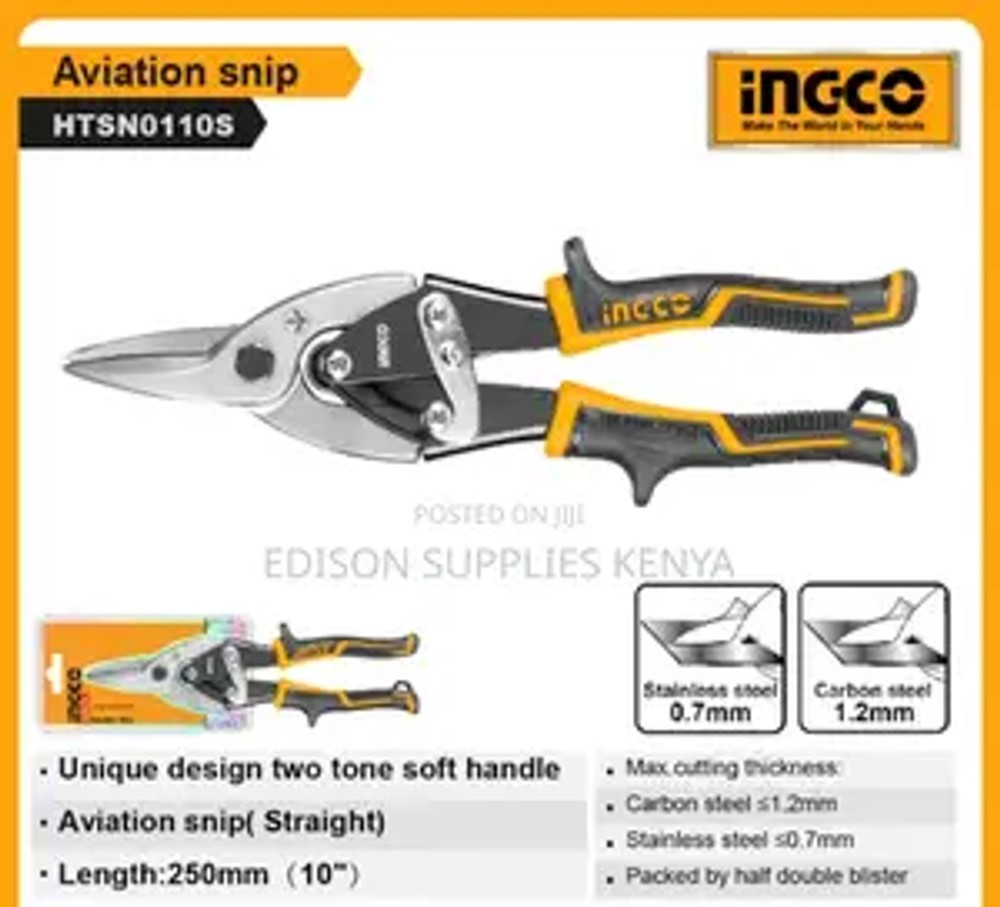 Aviation snip
HTSN0110S
INGCO
Make The World in Your Hands
INGCO
INGCO
POSTED ON JIJI
EDISON SUPPLIES KENYA
INGCO
Stainless steel
0.7mm
Carbon steel
1.2mm
· Unique design two tone soft handle
· Aviation snip( Straight)
· Length:250mm（10"）
· Max.cutting thickness:
· Carbon steel ≤1.2mm
· Stainless steel ≤0.7mm
· Packed by half double blister